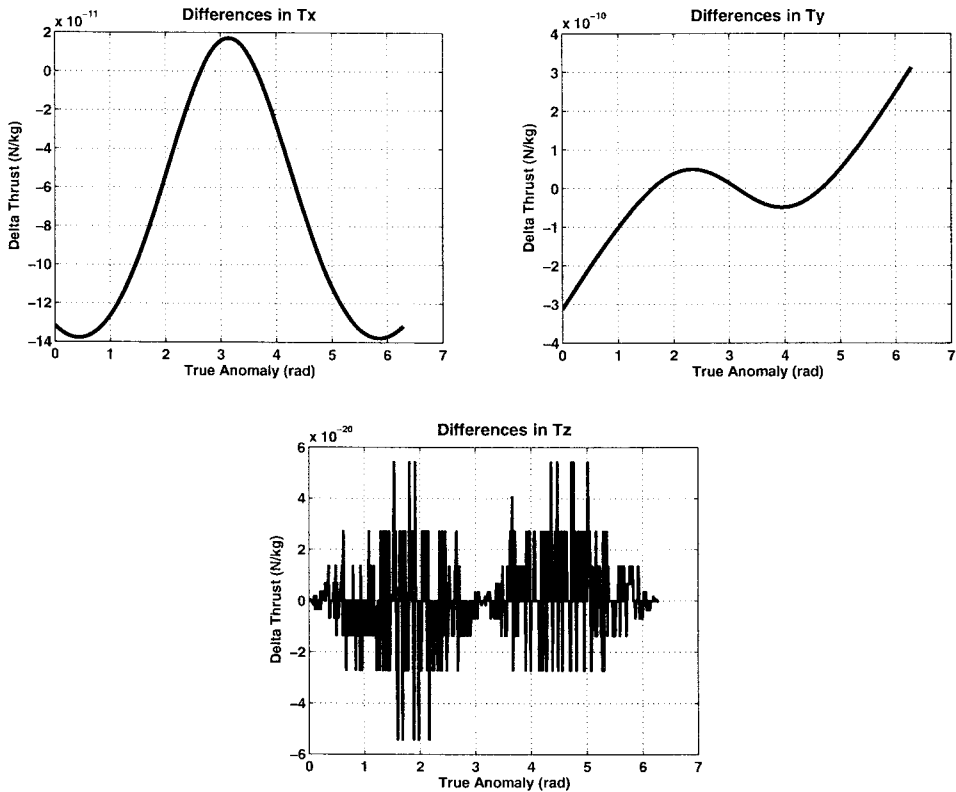 Differences in Tx
x 10⁻¹¹
2
0
−2
−4
−6
−8
−10
−12
−14
Delta Thrust (N/kg)
0 1 2 3 4 5 6 7
True Anomaly (rad)
Differences in Ty
x 10⁻¹⁰
4
3
2
1
0
−1
−2
−3
−4
Delta Thrust (N/kg)
0 1 2 3 4 5 6 7
True Anomaly (rad)
Differences in Tz
x 10⁻²⁰
6
4
2
0
−2
−4
−6
Delta Thrust (N/kg)
0 1 2 3 4 5 6 7
True Anomaly (rad)